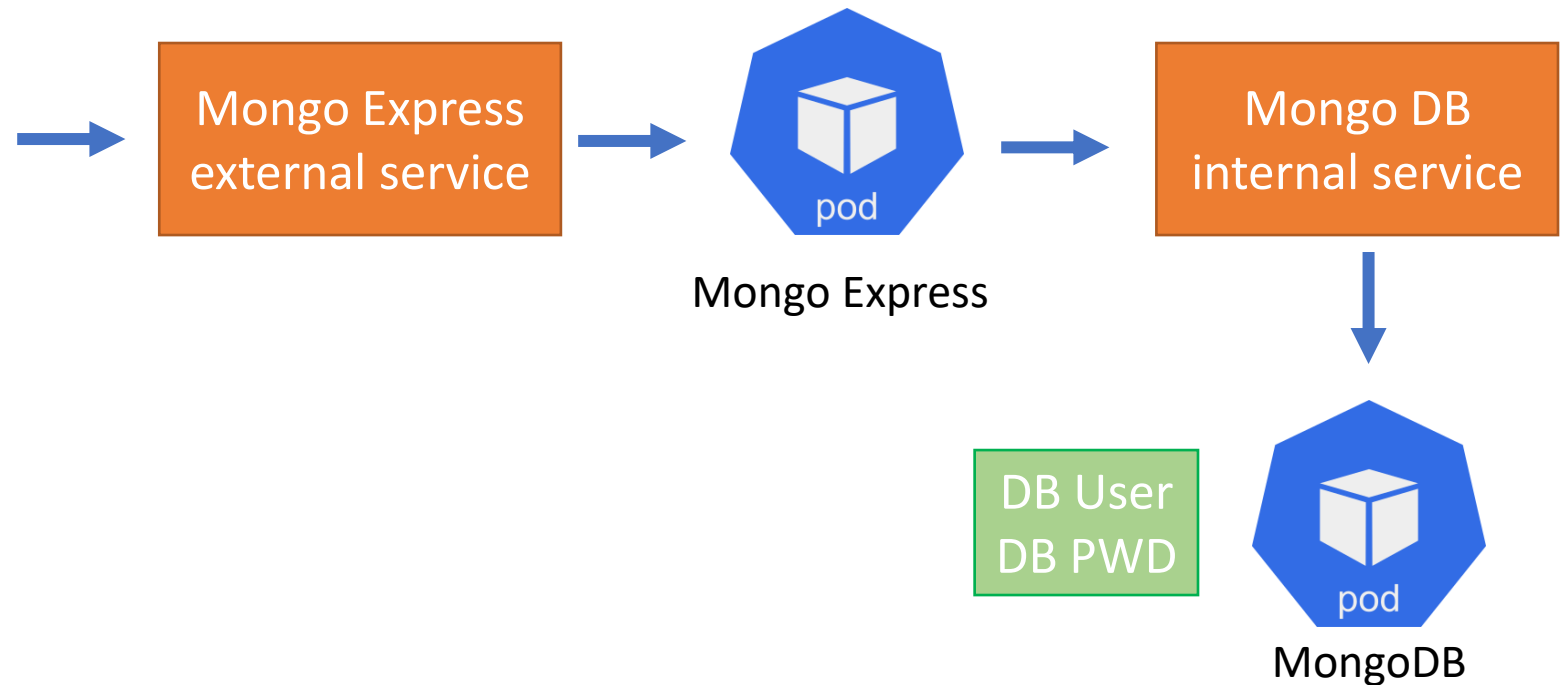 Mongo Express
external service
pod
Mongo Express
Mongo DB
internal service
DB User
DB PWD
pod
MongoDB